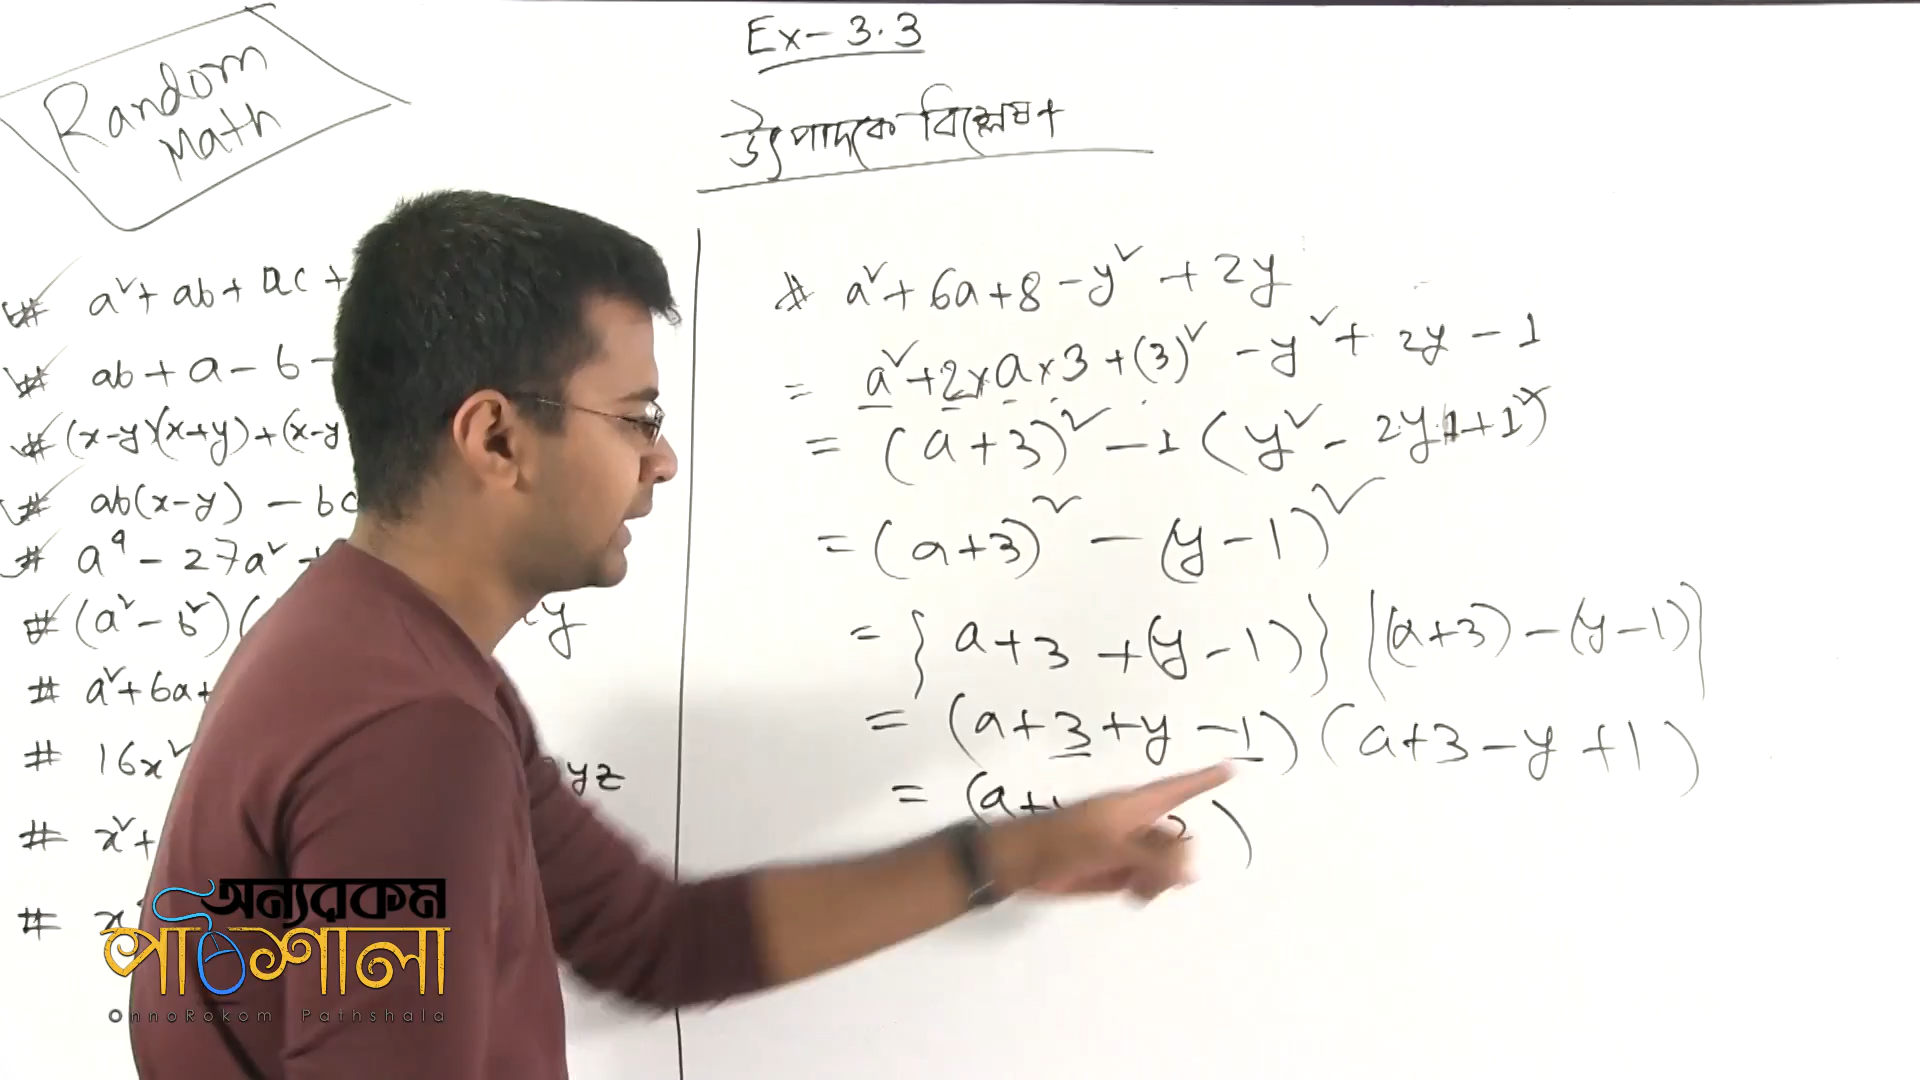 Random
Math
Ex-3.3
উৎপাদকে বিশ্লেষণ
# a² + ab + ac +
# ab + a - b -
# (x-y)(x+y) + (x-y
# ab(x-y) - bc
# a⁴ - 27a² +
# (a² - b²)( xy
# a² + 6a +
# 16x² yz
# x² +
# x
# a² + 6a + 8 - y² + 2y
= a² + 2×a×3 + (3)² - y² + 2y - 1
= (a+3)² - 1 (y² - 2y.1 + 1²)
= (a+3)² - (y-1)²
= {a+3 + (y-1)} {(a+3) - (y-1)}
= (a+3+y-1) (a+3-y+1)
= (a+y 2)
অন্যরকম
পাঠশালা
OnnoRokom Pathshala